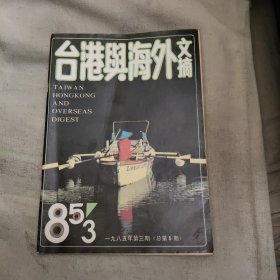 台港與海外文摘
TAIWAN
HONGKONG
AND
OVERSEAS
DIGEST
85'3
一九八五年第三期(总第5期)